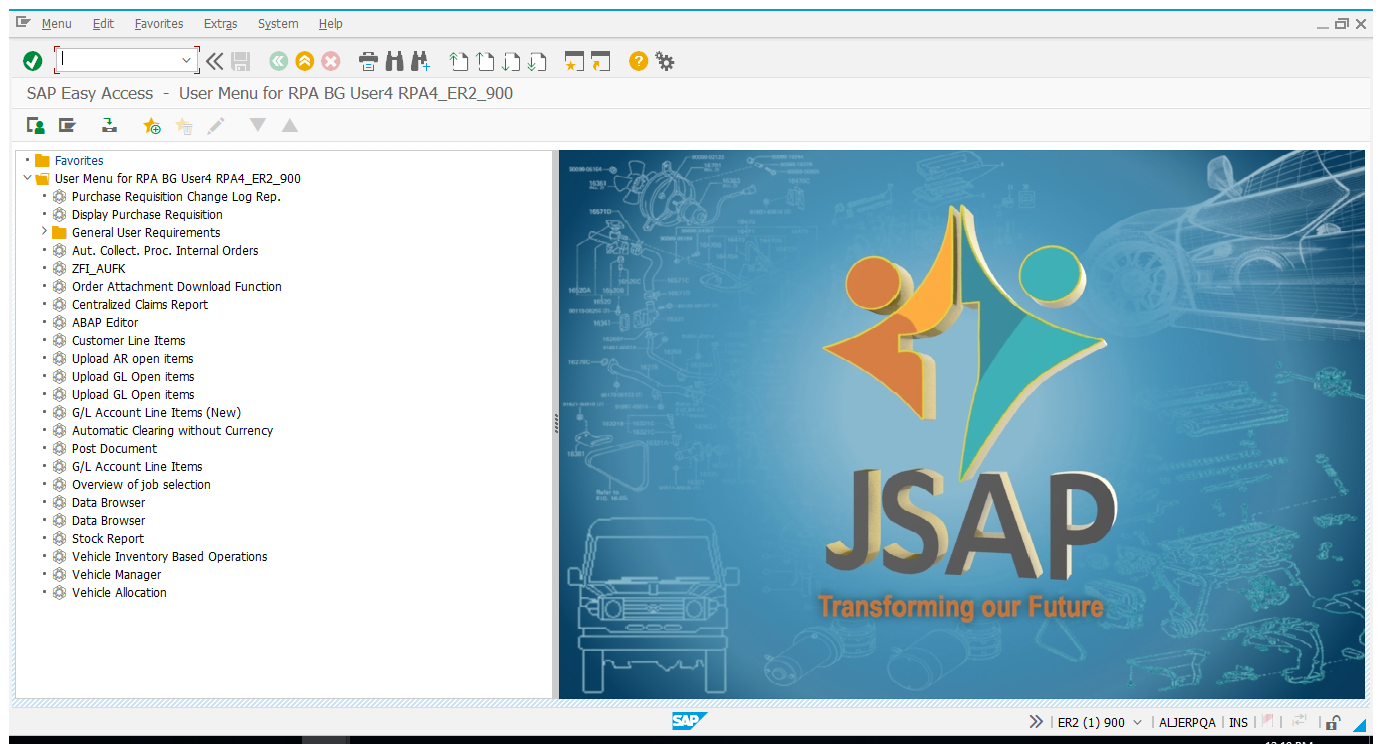 Menu Edit Favorites Extras System Help
SAP Easy Access - User Menu for RPA BG User4 RPA4_ER2_900
Favorites
User Menu for RPA BG User4 RPA4_ER2_900
Purchase Requisition Change Log Rep.
Display Purchase Requisition
General User Requirements
Aut. Collect. Proc. Internal Orders
ZFI_AUFK
Order Attachment Download Function
Centralized Claims Report
ABAP Editor
Customer Line Items
Upload AR open items
Upload GL Open items
Upload GL Open items
G/L Account Line Items (New)
Automatic Clearing without Currency
Post Document
G/L Account Line Items
Overview of job selection
Data Browser
Data Browser
Stock Report
Vehicle Inventory Based Operations
Vehicle Manager
Vehicle Allocation
JSAP
Transforming our Future
SAP
ER2 (1) 900 ALJERPQA INS